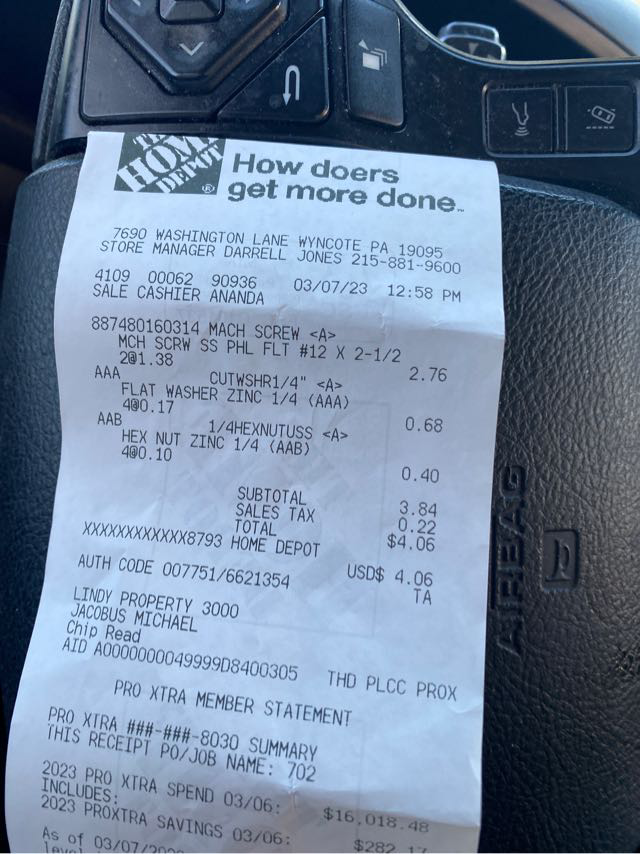 THE
HOME
DEPOT
®
How doers
get more done™
7690 WASHINGTON LANE WYNCOTE PA 19095
STORE MANAGER DARRELL JONES 215-881-9600
4109 00062 90936 03/07/23 12:58 PM
SALE CASHIER ANANDA
887480160314 MACH SCREW <A>
MCH SCRW SS PHL FLT #12 X 2-1/2
2@1.38 2.76
AAA CUTWSHR1/4" <A>
FLAT WASHER ZINC 1/4 (AAA)
4@0.17 0.68
AAB 1/4HEXNUTUSS <A>
HEX NUT ZINC 1/4 (AAB)
4@0.10 0.40
SUBTOTAL 3.84
SALES TAX 0.22
TOTAL $4.06
XXXXXXXXXXXX8793 HOME DEPOT
USD$ 4.06
AUTH CODE 007751/6621354 TA
LINDY PROPERTY 3000
JACOBUS MICHAEL
Chip Read
AID A0000000049999D8400305 THD PLCC PROX
PRO XTRA MEMBER STATEMENT
PRO XTRA ###-###-8030 SUMMARY
THIS RECEIPT PO/JOB NAME: 702
2023 PRO XTRA SPEND 03/06: $16,018.48
INCLUDES:
2023 PROXTRA SAVINGS 03/06: $282.17
As of
AIRBAG